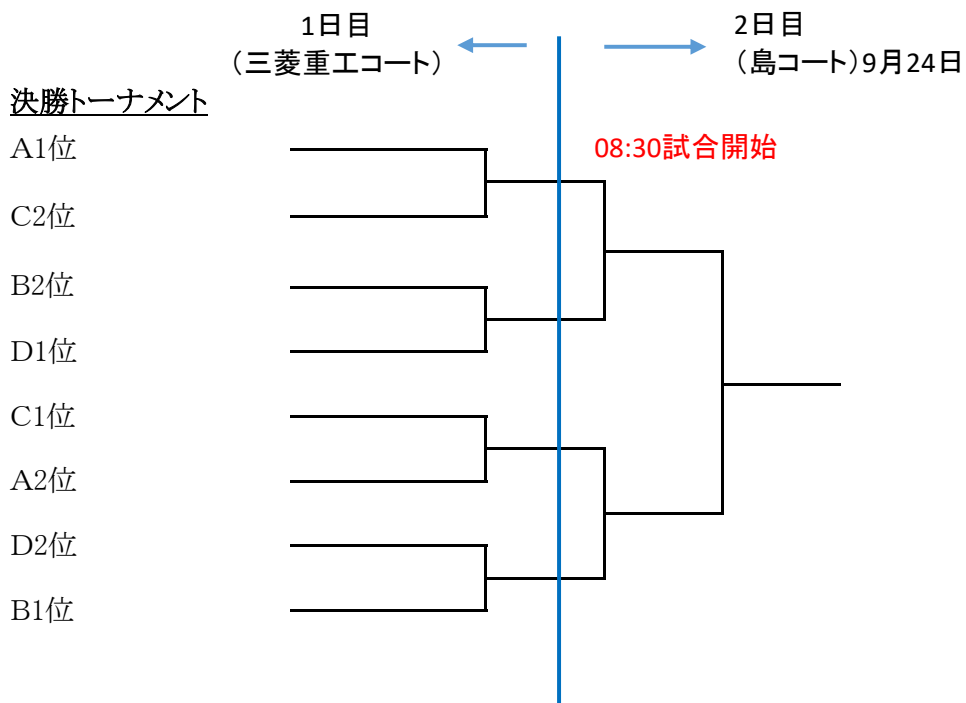 1日目
（三菱重工コート）
2日目
（島コート）9月24日
決勝トーナメント
08:30試合開始
A1位
C2位
B2位
D1位
C1位
A2位
D2位
B1位